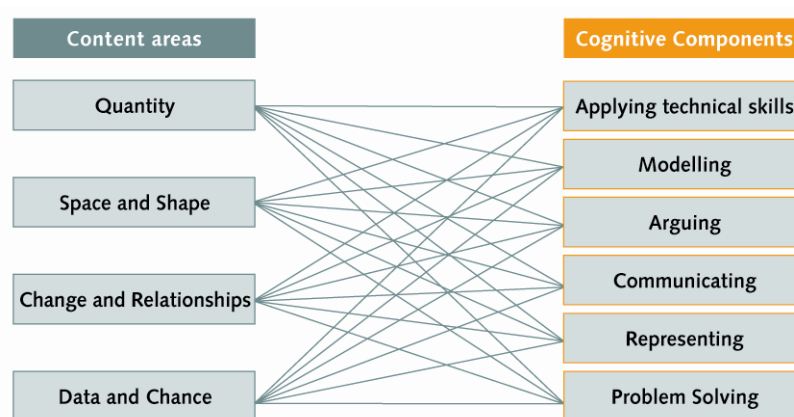 Content areas
Cognitive Components
Quantity
Applying technical skills
Modelling
Space and Shape
Arguing
Communicating
Change and Relationships
Representing
Data and Chance
Problem Solving